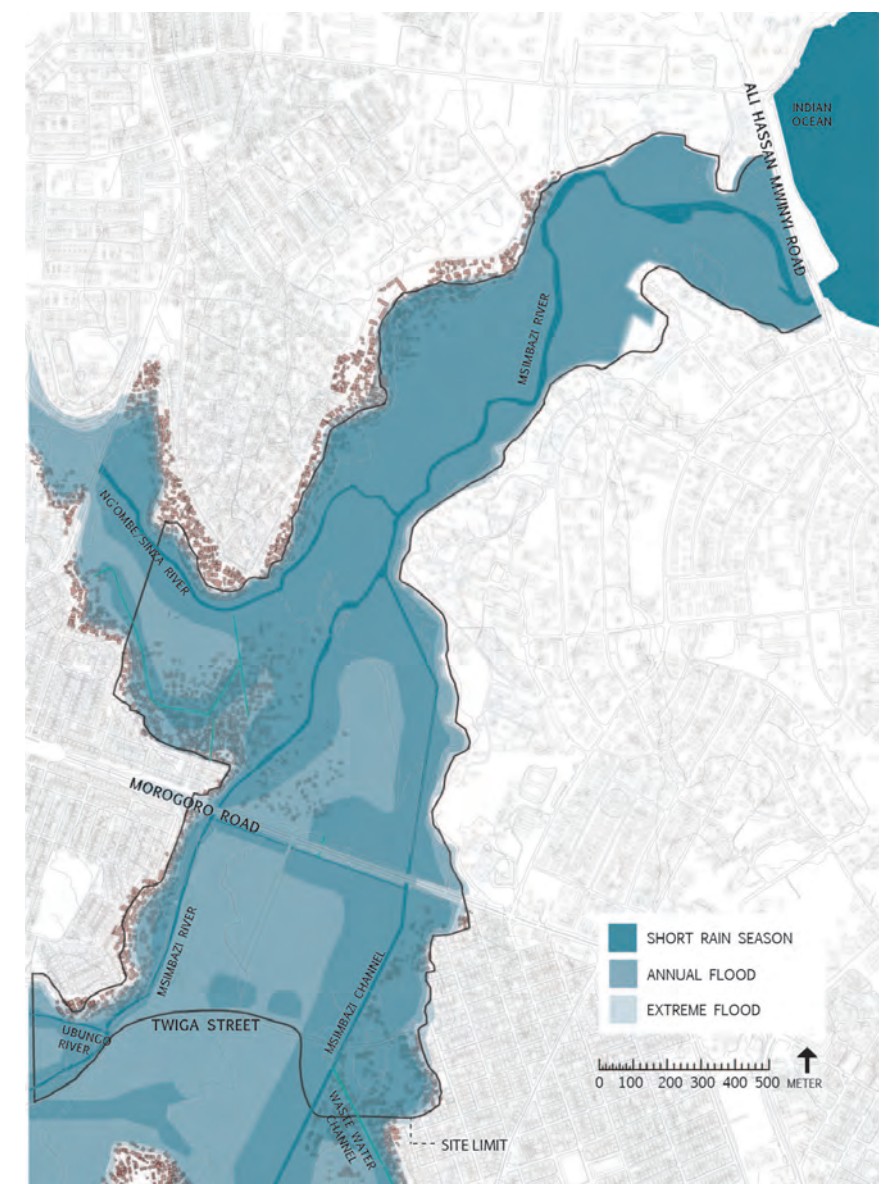 ALI HASSAN MWINYI ROAD
INDIAN
OCEAN
MSIMBAZI RIVER
NG'OMBE/SINKA RIVER
MOROGORO ROAD
MSIMBAZI RIVER
MSIMBAZI CHANNEL
TWIGA STREET
UBUNGO
RIVER
WASTE WATER
CHANNEL
SITE LIMIT
SHORT RAIN SEASON
ANNUAL FLOOD
EXTREME FLOOD
0 100 200 300 400 500 METER